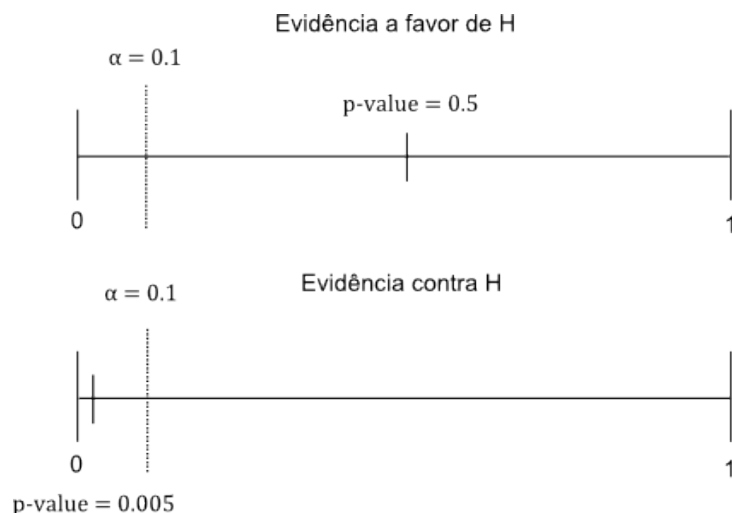 Evidência a favor de H
α = 0.1
p-value = 0.5
0
1
Evidência contra H
α = 0.1
0
1
p-value = 0.005